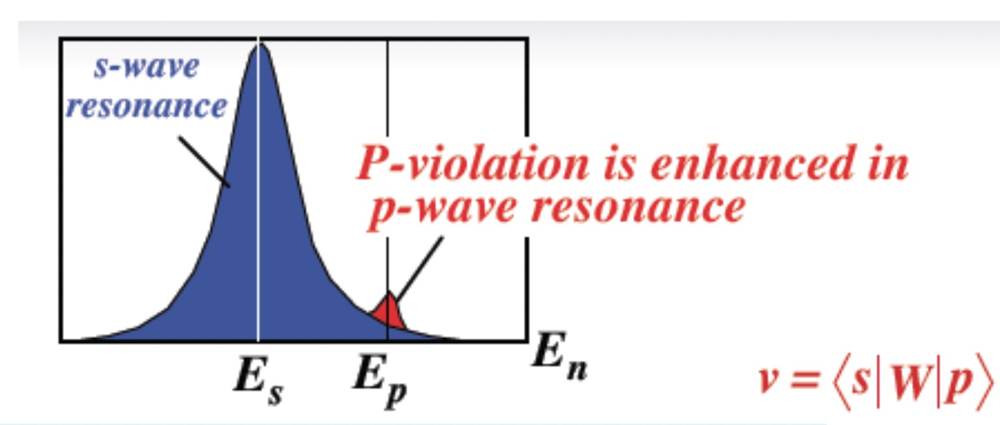 s-wave
resonance
P-violation is enhanced in
p-wave resonance
E_s
E_p
E_n
v = ⟨s|W|p⟩